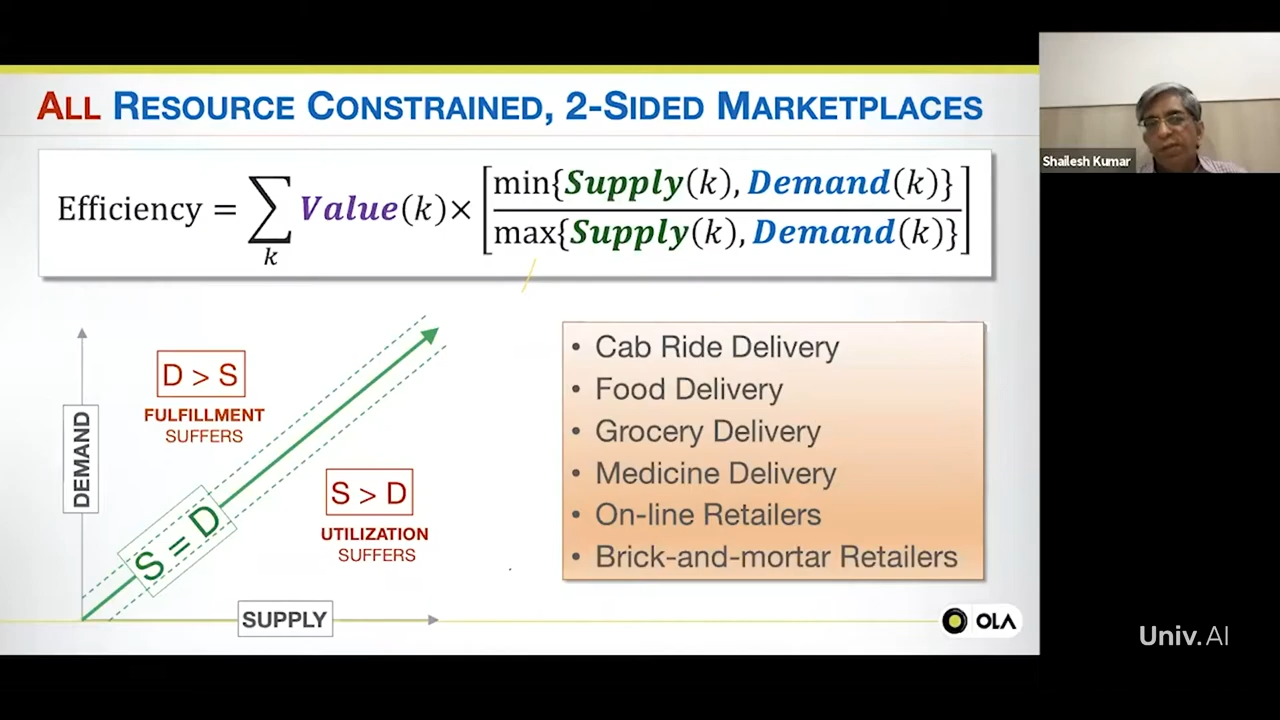 ALL RESOURCE CONSTRAINED, 2-SIDED MARKETPLACES
Shailesh Kumar
Efficiency = ∑ₖ Value(k) × [min{Supply(k), Demand(k)} / max{Supply(k), Demand(k)}]
D > S
FULFILLMENT
SUFFERS
DEMAND
S = D
S > D
UTILIZATION
SUFFERS
SUPPLY
• Cab Ride Delivery
• Food Delivery
• Grocery Delivery
• Medicine Delivery
• On-line Retailers
• Brick-and-mortar Retailers
OLA
Univ.AI